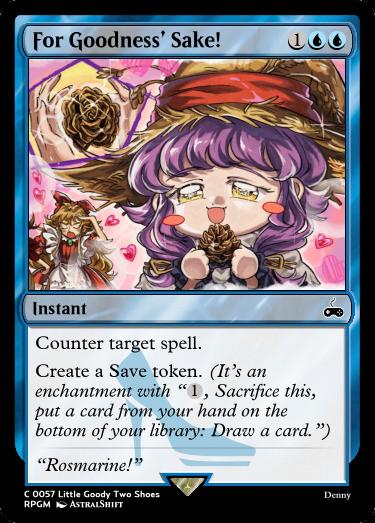 For Goodness' Sake! 1
Instant
Counter target spell.
Create a Save token. (It's an
enchantment with “1, Sacrifice this,
put a card from your hand on the
bottom of your library: Draw a card.”)
“Rosmarine!”
C 0057 Little Goody Two Shoes
Denny
RPGM AstralShift